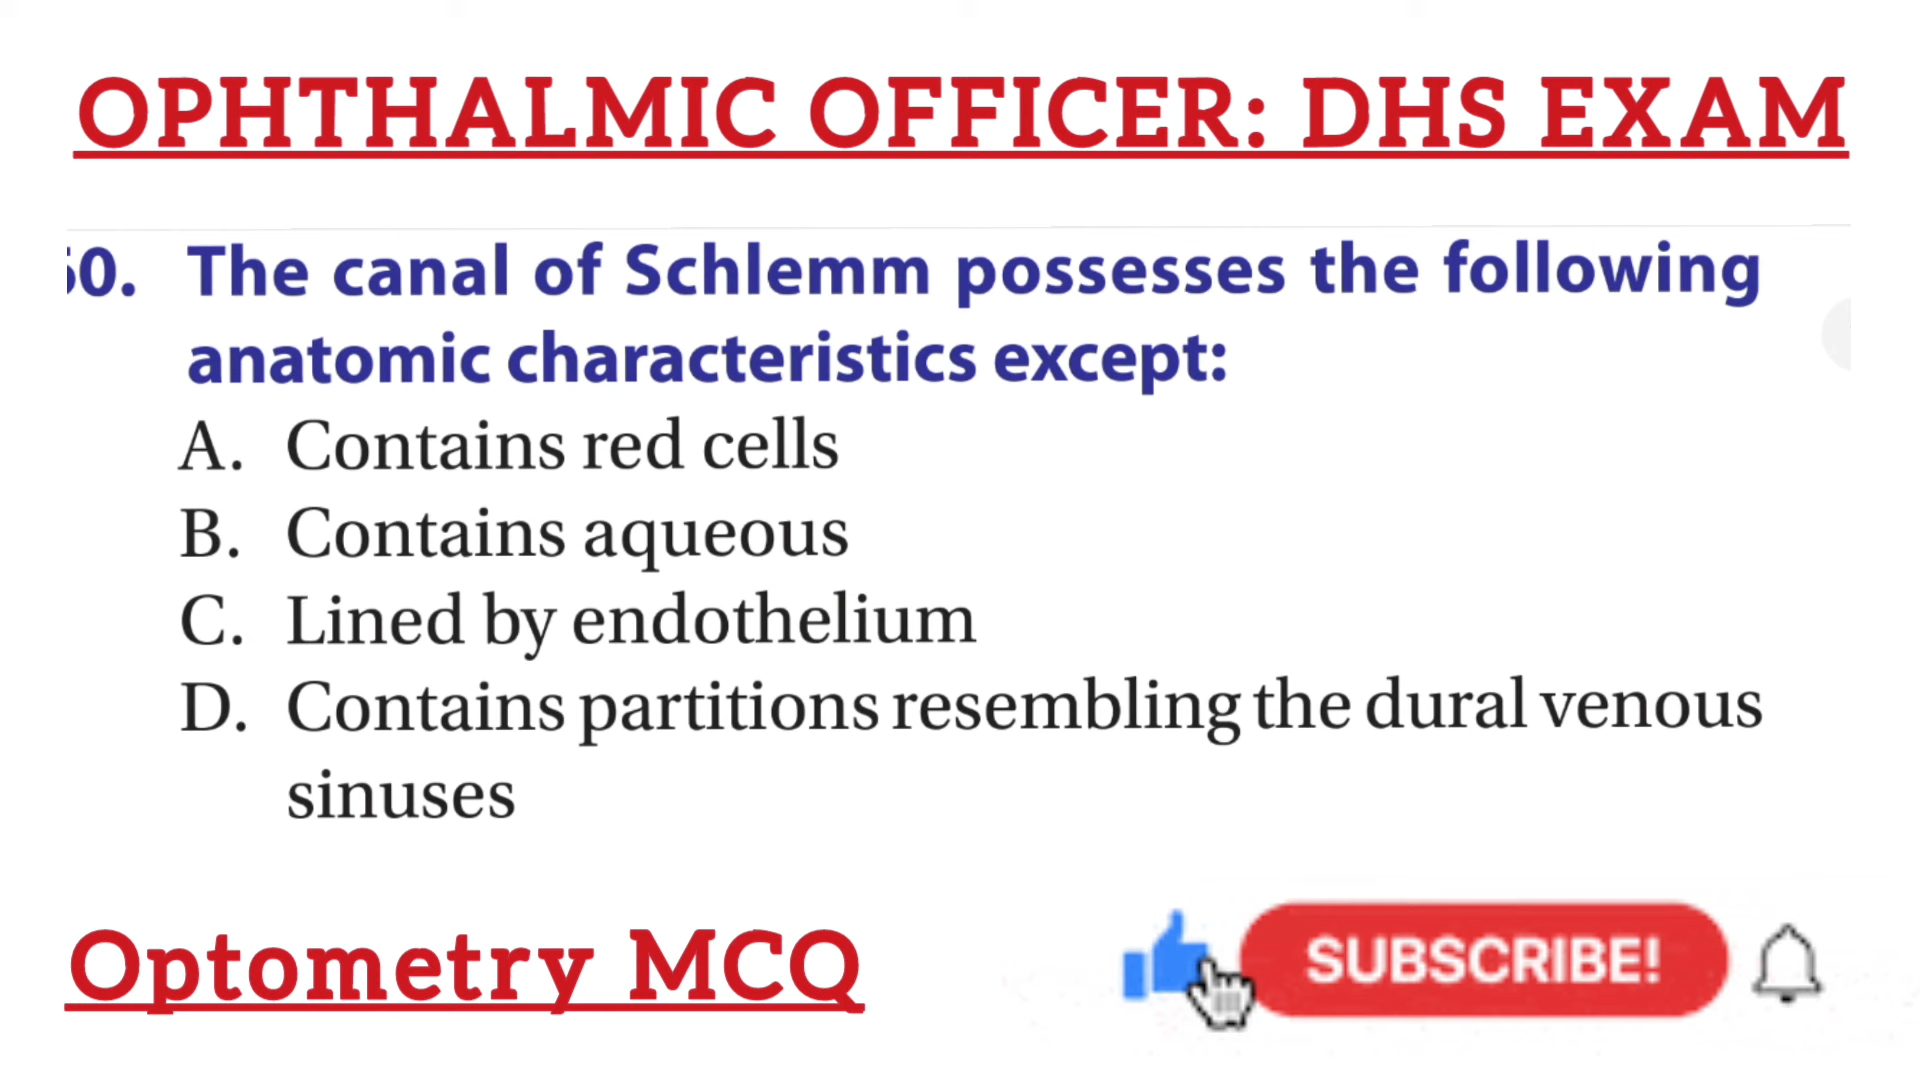 OPHTHALMIC OFFICER: DHS EXAM
0. The canal of Schlemm possesses the following
anatomic characteristics except:
A. Contains red cells
B. Contains aqueous
C. Lined by endothelium
D. Contains partitions resembling the dural venous
sinuses
Optometry MCQ
SUBSCRIBE!